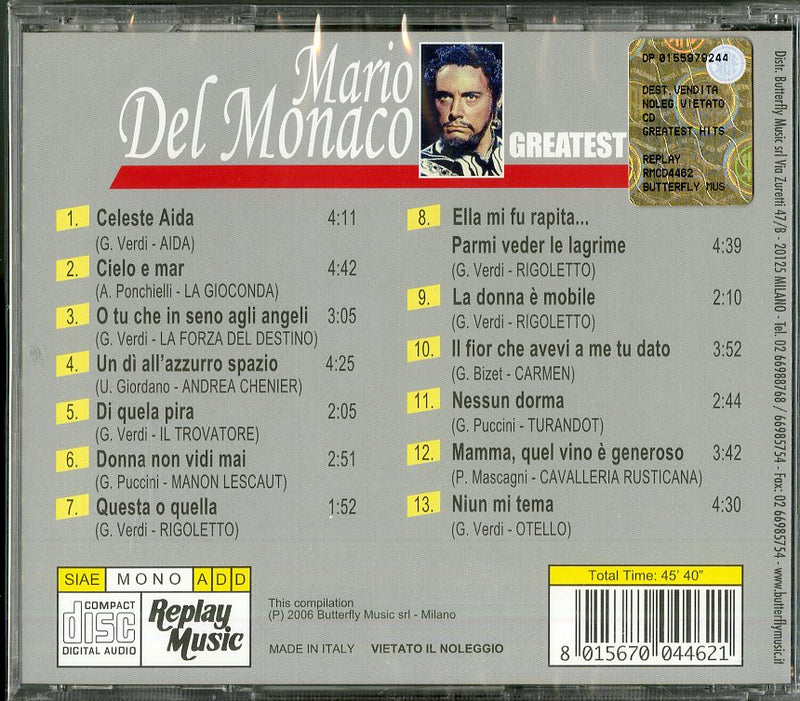 Mario
Del Monaco
GREATEST
DP 0155979244
DEST.VENDITA
NOLEG.VIETATO
CD
GREATEST HITS
REPLAY
RMCD4462
BUTTERFLY MUS
1. Celeste Aida 4:11
(G. Verdi - AIDA)
2. Cielo e mar 4:42
(A. Ponchielli - LA GIOCONDA)
3. O tu che in seno agli angeli 3:05
(G. Verdi - LA FORZA DEL DESTINO)
4. Un dì all'azzurro spazio 4:25
(U. Giordano - ANDREA CHENIER)
5. Di quela pira 2:05
(G. Verdi - IL TROVATORE)
6. Donna non vidi mai 2:51
(G. Puccini - MANON LESCAUT)
7. Questa o quella 1:52
(G. Verdi - RIGOLETTO)
8. Ella mi fu rapita...
Parmi veder le lagrime 4:39
(G. Verdi - RIGOLETTO)
9. La donna è mobile 2:10
(G. Verdi - RIGOLETTO)
10. Il fior che avevi a me tu dato 3:52
(G. Bizet - CARMEN)
11. Nessun dorma 2:44
(G. Puccini - TURANDOT)
12. Mamma, quel vino è generoso 3:42
(P. Mascagni - CAVALLERIA RUSTICANA)
13. Niun mi tema 4:30
(G. Verdi - OTELLO)
SIAE MONO A D D
COMPACT
disc
DIGITAL AUDIO
Replay
Music
This compilation
(P) 2006 Butterfly Music srl - Milano
MADE IN ITALY VIETATO IL NOLEGGIO
Total Time: 45' 40"
8 015670 044621
Distr. Butterfly Music srl Via Zuretti 47/B - 20125 MILANO - Tel. 02 66988768 / 66985754 - Fax: 02 66985754 - www.butterflymusic.it